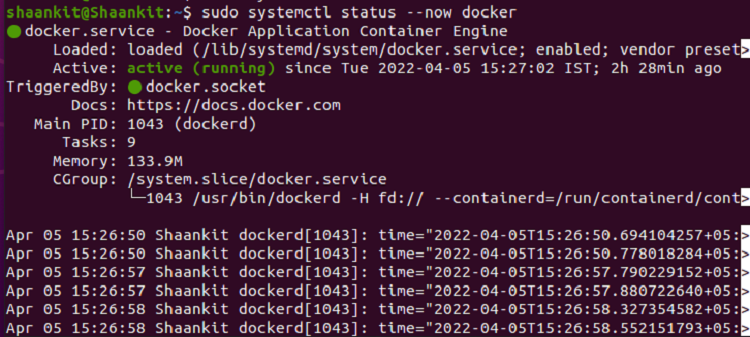 shaankit@Shaankit:~$ sudo systemctl status --now docker
● docker.service - Docker Application Container Engine
     Loaded: loaded (/lib/systemd/system/docker.service; enabled; vendor preset>
     Active: active (running) since Tue 2022-04-05 15:27:02 IST; 2h 28min ago
TriggeredBy: ● docker.socket
       Docs: https://docs.docker.com
   Main PID: 1043 (dockerd)
      Tasks: 9
     Memory: 133.9M
     CGroup: /system.slice/docker.service
             └─1043 /usr/bin/dockerd -H fd:// --containerd=/run/containerd/cont>
Apr 05 15:26:50 Shaankit dockerd[1043]: time="2022-04-05T15:26:50.694104257+05:>
Apr 05 15:26:50 Shaankit dockerd[1043]: time="2022-04-05T15:26:50.778018284+05:>
Apr 05 15:26:57 Shaankit dockerd[1043]: time="2022-04-05T15:26:57.790229152+05:>
Apr 05 15:26:57 Shaankit dockerd[1043]: time="2022-04-05T15:26:57.880722640+05:>
Apr 05 15:26:58 Shaankit dockerd[1043]: time="2022-04-05T15:26:58.327354582+05:>
Apr 05 15:26:58 Shaankit dockerd[1043]: time="2022-04-05T15:26:58.552151793+05:>